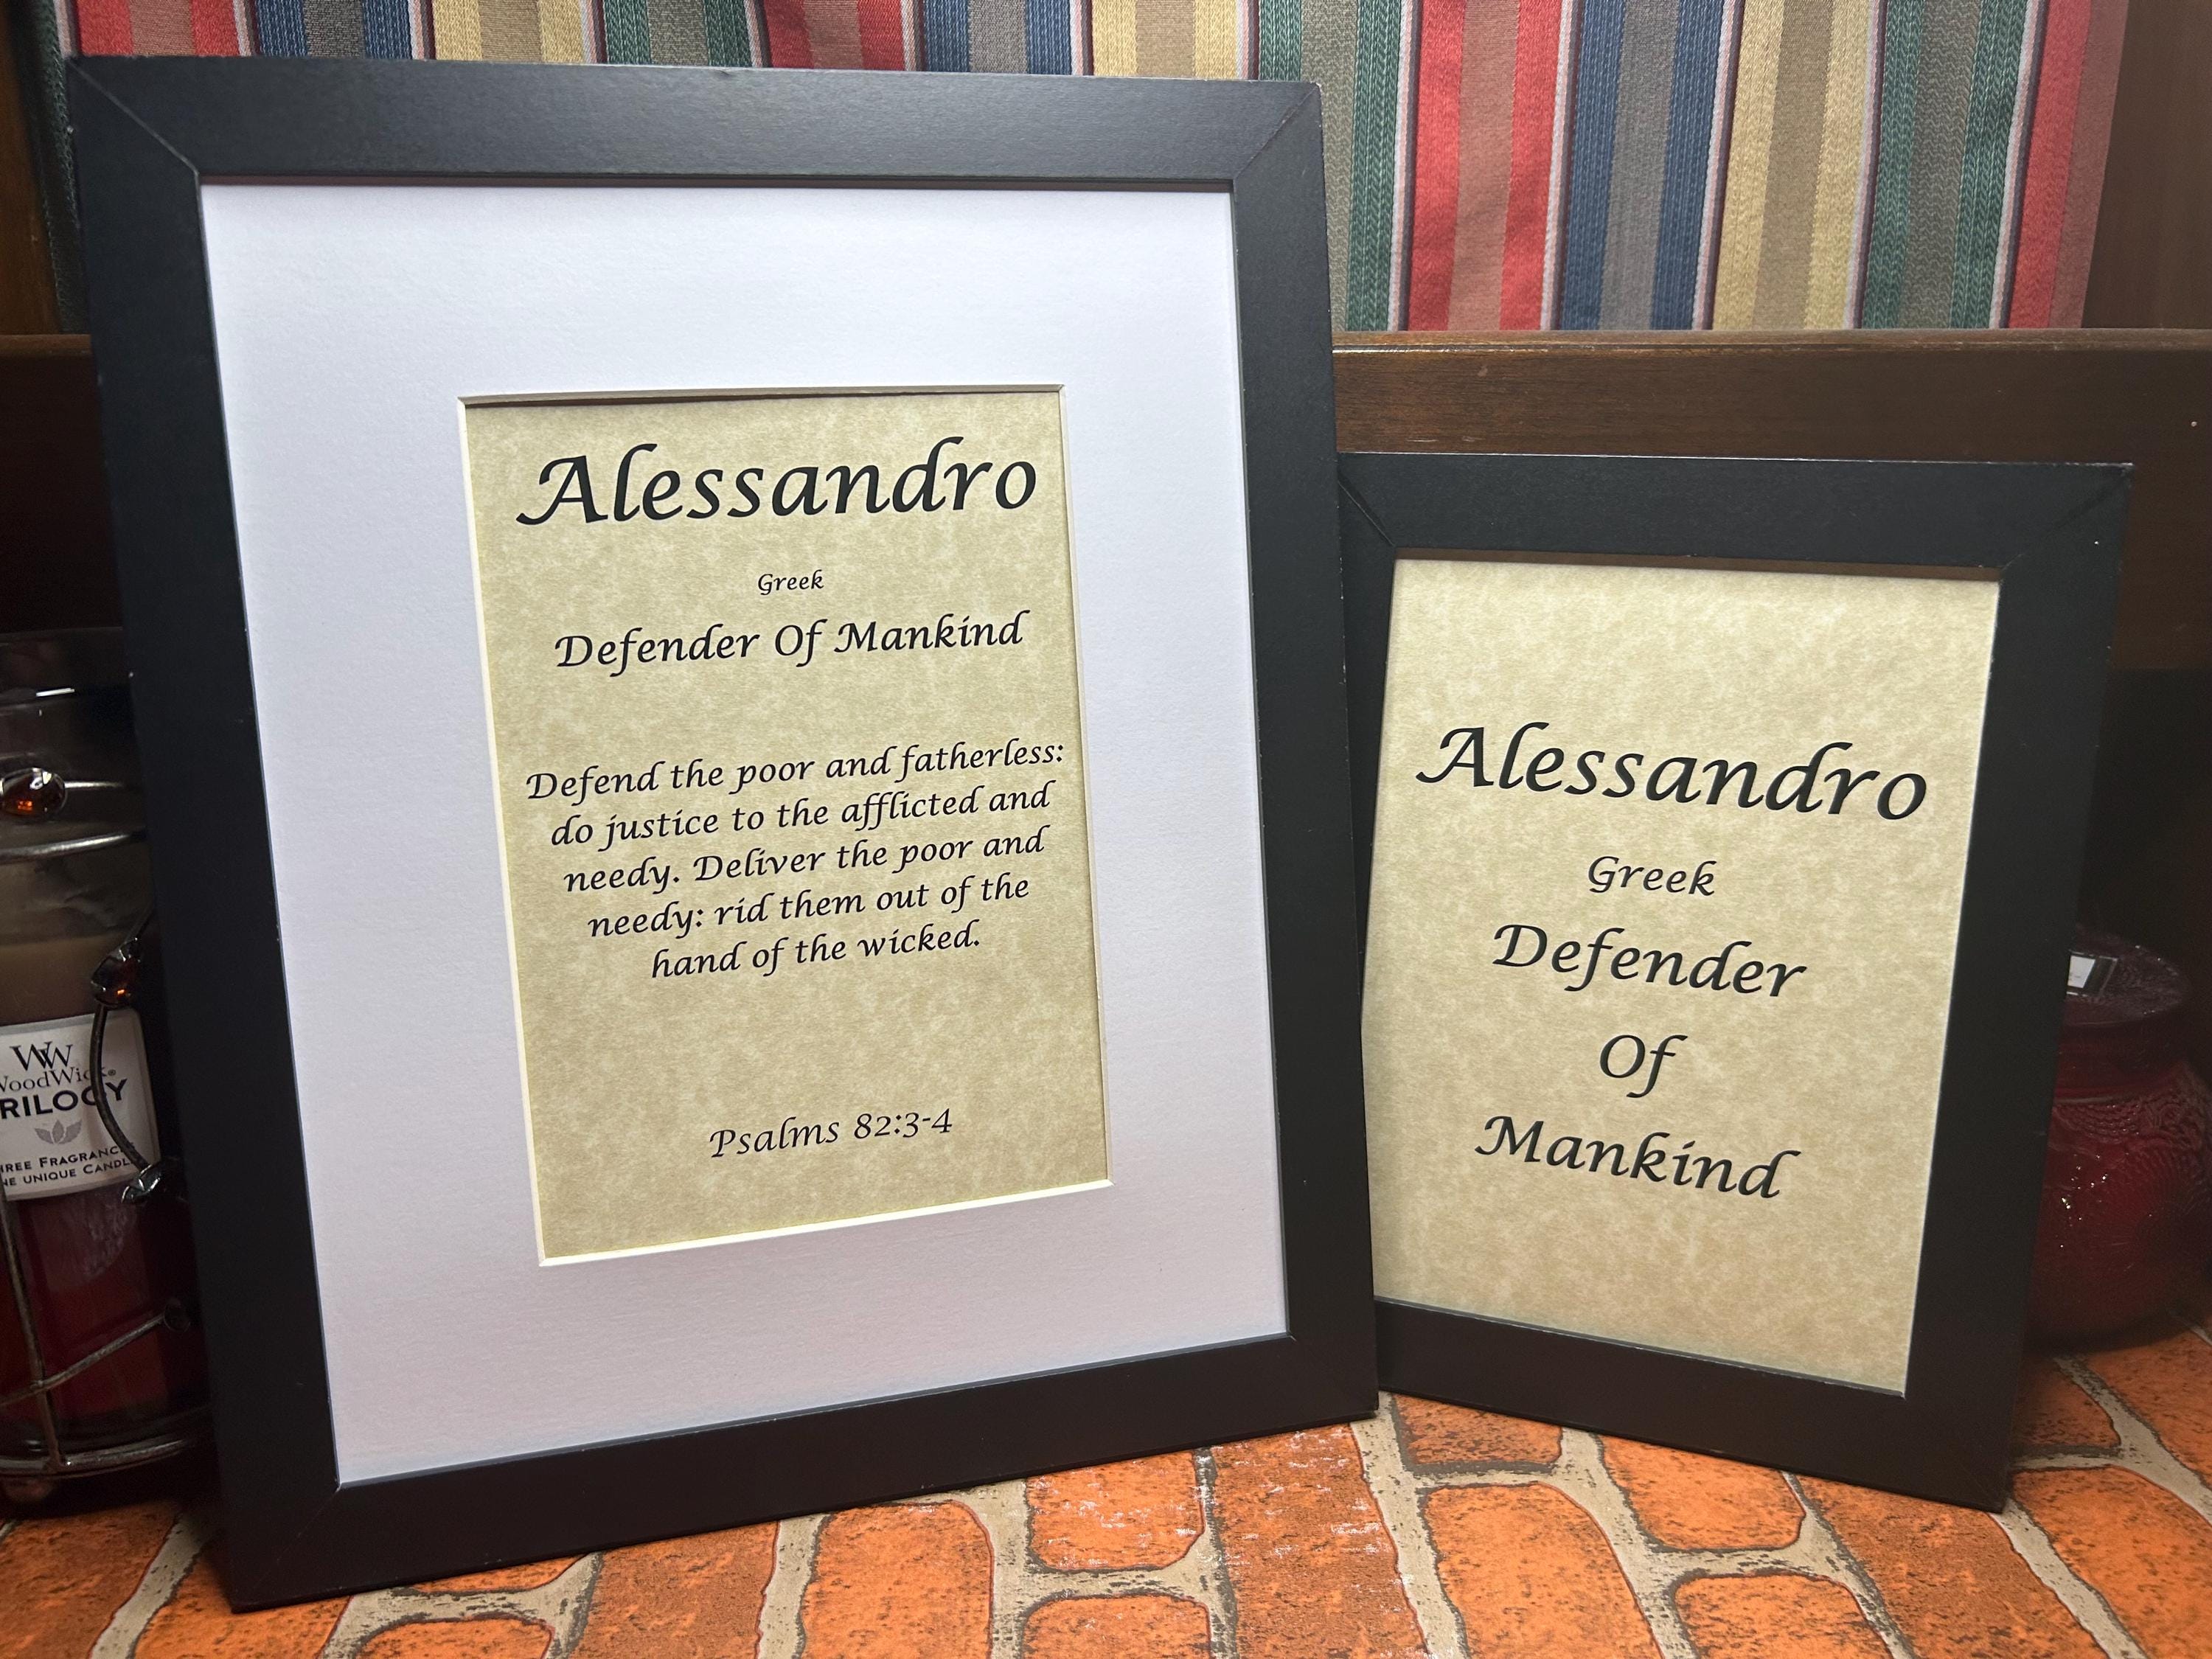 Alessandro
Greek
Defender Of Mankind
Defend the poor and fatherless:
do justice to the afflicted and
needy. Deliver the poor and
needy: rid them out of the
hand of the wicked.
Psalms 82:3-4
Alessandro
Greek
Defender
Of
Mankind
WW
WoodWick®
RILOGY
HREE FRAGRANC
NE UNIQUE CANDL